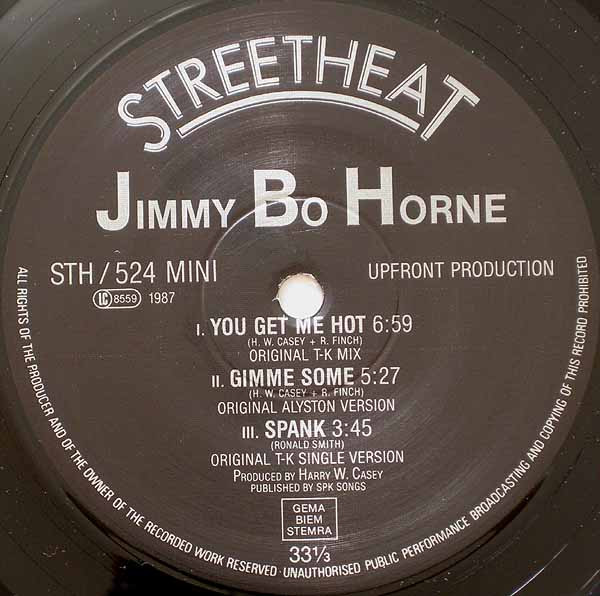 STREETHEAT
JIMMY BO HORNE
STH / 524 MINI
UPFRONT PRODUCTION
LC 8559 1987
I. YOU GET ME HOT 6:59
(H. W. CASEY + R. FINCH)
ORIGINAL T-K MIX
II. GIMME SOME 5:27
(H. W. CASEY + R. FINCH)
ORIGINAL ALYSTON VERSION
III. SPANK 3:45
(RONALD SMITH)
ORIGINAL T-K SINGLE VERSION
PRODUCED BY HARRY W. CASEY
PUBLISHED BY SPK SONGS
GEMA
BIEM
STEMRA
33⅓
ALL RIGHTS OF THE PRODUCER AND OF THE OWNER OF THE RECORDED WORK RESERVED · UNAUTHORISED PUBLIC PERFORMANCE BROADCASTING AND COPYING OF THIS RECORD PROHIBITED